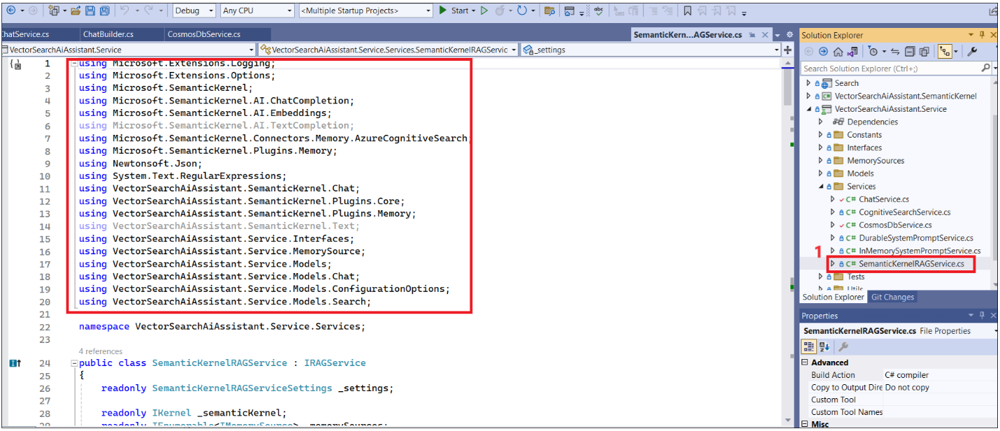 Debug
Any CPU
<Multiple Startup Projects>
Start
abc
ChatService.cs
ChatBuilder.cs
CosmosDbService.cs
SemanticKern...AGService.cs
VectorSearchAiAssistant.Service
VectorSearchAiAssistant.Service.Services.SemanticKernelRAGServic
_settings
1 using Microsoft.Extensions.Logging;
2 using Microsoft.Extensions.Options;
3 using Microsoft.SemanticKernel;
4 using Microsoft.SemanticKernel.AI.ChatCompletion;
5 using Microsoft.SemanticKernel.AI.Embeddings;
6 using Microsoft.SemanticKernel.AI.TextCompletion;
7 using Microsoft.SemanticKernel.Connectors.Memory.AzureCognitiveSearch;
8 using Microsoft.SemanticKernel.Plugins.Memory;
9 using Newtonsoft.Json;
10 using System.Text.RegularExpressions;
11 using VectorSearchAiAssistant.SemanticKernel.Chat;
12 using VectorSearchAiAssistant.SemanticKernel.Plugins.Core;
13 using VectorSearchAiAssistant.SemanticKernel.Plugins.Memory;
14 using VectorSearchAiAssistant.SemanticKernel.Text;
15 using VectorSearchAiAssistant.Service.Interfaces;
16 using VectorSearchAiAssistant.Service.MemorySource;
17 using VectorSearchAiAssistant.Service.Models;
18 using VectorSearchAiAssistant.Service.Models.Chat;
19 using VectorSearchAiAssistant.Service.Models.ConfigurationOptions;
20 using VectorSearchAiAssistant.Service.Models.Search;
21
22 namespace VectorSearchAiAssistant.Service.Services;
23
4 references
24 public class SemanticKernelRAGService : IRAGService
25 {
26 readonly SemanticKernelRAGServiceSettings _settings;
27
28 readonly IKernel _semanticKernel;
29 readonly IEnumerable<IMemorySource> _memorySources;
Solution Explorer
Search Solution Explorer (Ctrl+;)
Search
VectorSearchAiAssistant.SemanticKernel
VectorSearchAiAssistant.Service
Dependencies
Constants
Interfaces
MemorySources
Models
Services
C# ChatService.cs
C# CognitiveSearchService.cs
C# CosmosDbService.cs
C# DurableSystemPromptService.cs
C# InMemorySystemPromptService.cs
1
C# SemanticKernelRAGService.cs
Tests
Utils
Solution Explorer
Git Changes
Properties
SemanticKernelRAGService.cs File Properties
Advanced
Build Action C# compiler
Copy to Output Dire Do not copy
Custom Tool
Custom Tool Names
Misc